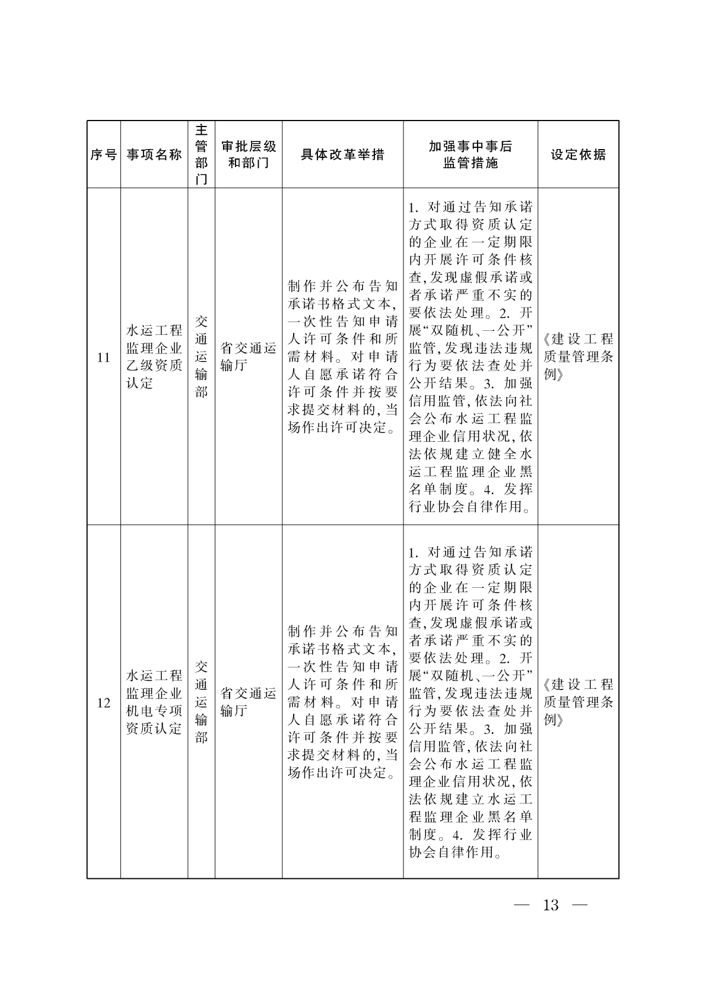 序号
事项名称
主
管
部
门
审批层级
和部门
具体改革举措
加强事中事后
监管措施
设定依据
11
水运工程
监理企业
乙级资质
认定
交
通
运
输
部
省交通运
输厅
制作并公布告知
承诺书格式文本,
一次性告知申请
人许可条件和所
需材料。对申请
人自愿承诺符合
许可条件并按要
求提交材料的,当
场作出许可决定。
1. 对通过告知承诺
方式取得资质认定
的企业在一定期限
内开展许可条件核
查,发现虚假承诺或
者承诺严重不实的
要依法处理。2. 开
展“双随机、一公开”
监管,发现违法违规
行为要依法查处并
公开结果。3. 加强
信用监管,依法向社
会公布水运工程监
理企业信用状况,依
法依规建立健全水
运工程监理企业黑
名单制度。4. 发挥
行业协会自律作用。
《建设工程
质量管理条
例》
12
水运工程
监理企业
机电专项
资质认定
交
通
运
输
部
省交通运
输厅
制作并公布告知
承诺书格式文本,
一次性告知申请
人许可条件和所
需材料。对申请
人自愿承诺符合
许可条件并按要
求提交材料的,当
场作出许可决定。
1. 对通过告知承诺
方式取得资质认定
的企业在一定期限
内开展许可条件核
查,发现虚假承诺或
者承诺严重不实的
要依法处理。2. 开
展“双随机、一公开”
监管,发现违法违规
行为要依法查处并
公开结果。3. 加强
信用监管,依法向社
会公布水运工程监
理企业信用状况,依
法依规建立水运工
程监理企业黑名单
制度。4. 发挥行业
协会自律作用。
《建设工程
质量管理条
例》
— 13 —